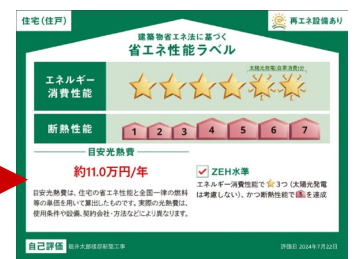 住宅(住戸)
再エネ設備あり
建築物省エネ法に基づく
省エネ性能ラベル
エネルギー
消費性能
太陽光発電(自家消費)分
断熱性能
1 2 3 4 5 6 7
目安光熱費
約11.0万円/年
目安光熱費は、住宅の省エネ性能と全国一律の燃料
等の単価を用いて算出したものです。実際の光熱費は、
使用条件や設備、契約会社・方法などにより異なります。
ZEH水準
エネルギー消費性能で 3つ(太陽光発電
は考慮しない)、かつ断熱性能で 5 を達成
自己評価
評価日 2024年7月22日